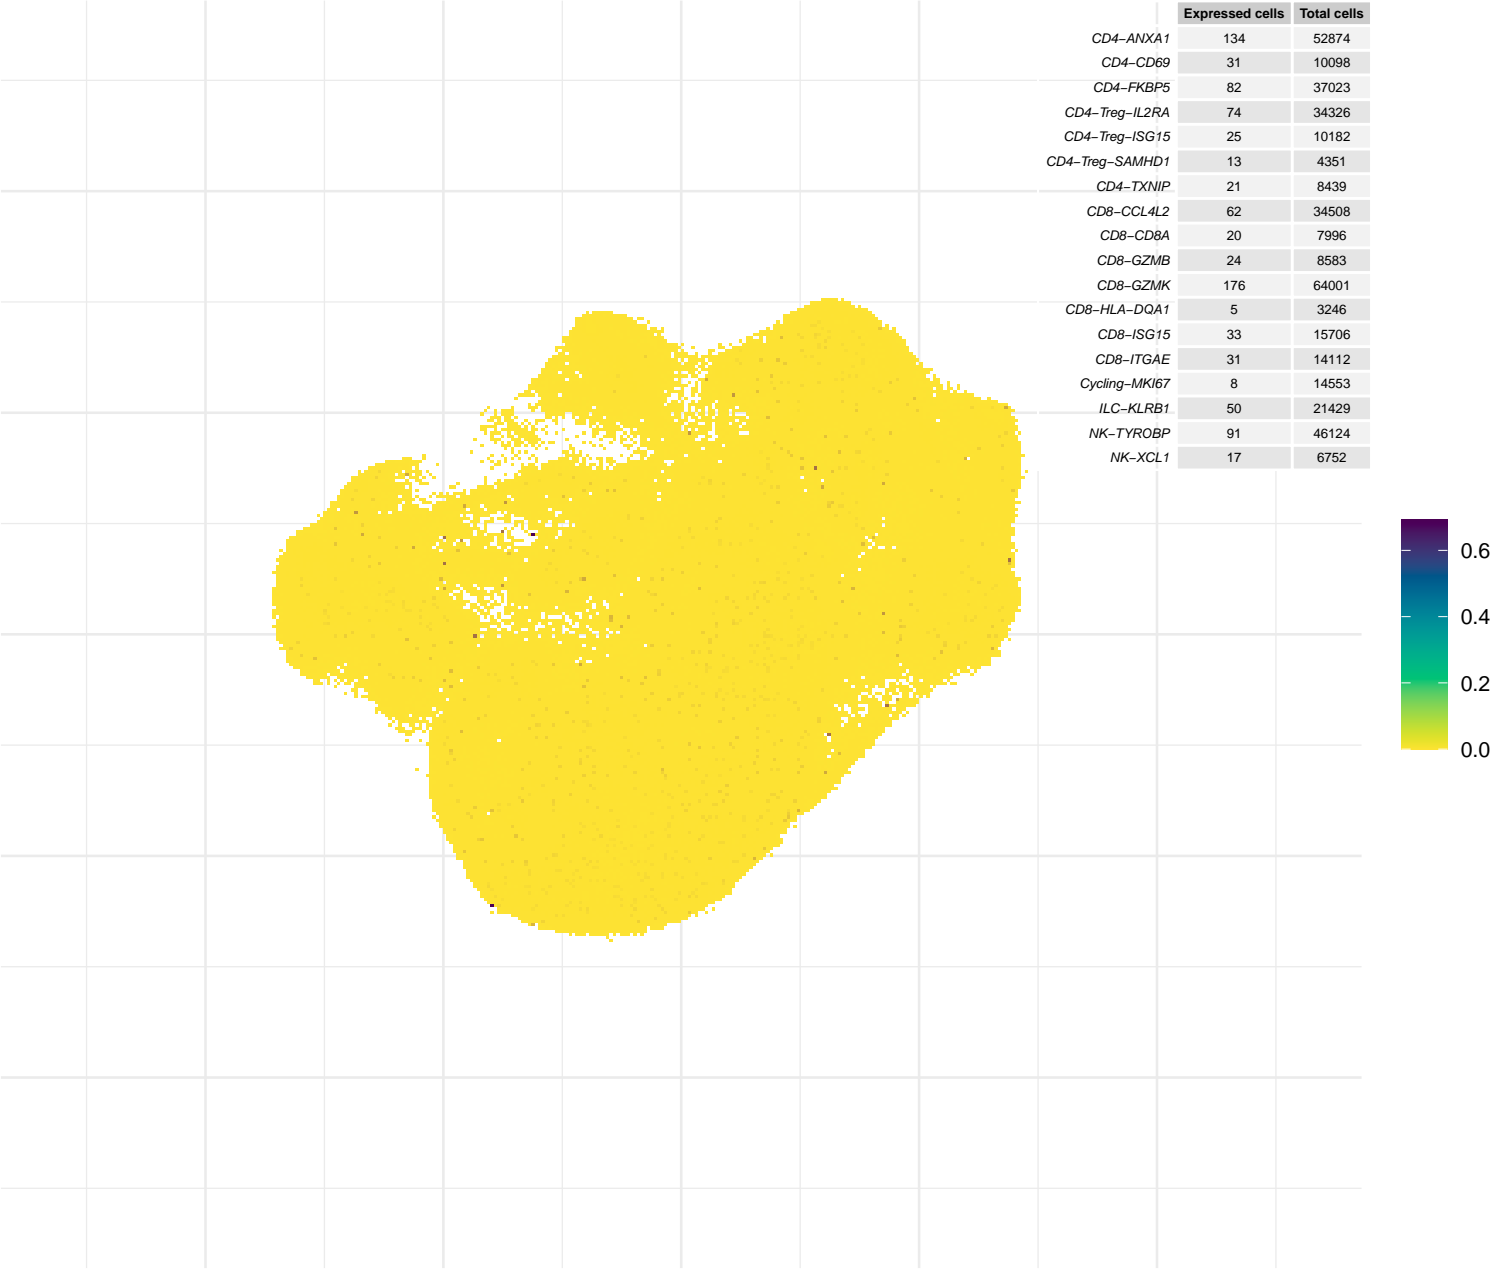 Expressed cells Total cells
CD4−ANXA1 134 52874
CD4−CD69 31 10098
CD4−FKBP5 82 37023
CD4−Treg−IL2RA 74 34326
CD4−Treg−ISG15 25 10182
CD4−Treg−SAMHD1 13 4351
CD4−TXNIP 21 8439
CD8−CCL4L2 62 34508
CD8−CD8A 20 7996
CD8−GZMB 24 8583
CD8−GZMK 176 64001
CD8−HLA−DQA1 5 3246
CD8−ISG15 33 15706
CD8−ITGAE 31 14112
Cycling−MKI67 8 14553
ILC−KLRB1 50 21429
NK−TYROBP 91 46124
NK−XCL1 17 6752
0.6
0.4
0.2
0.0